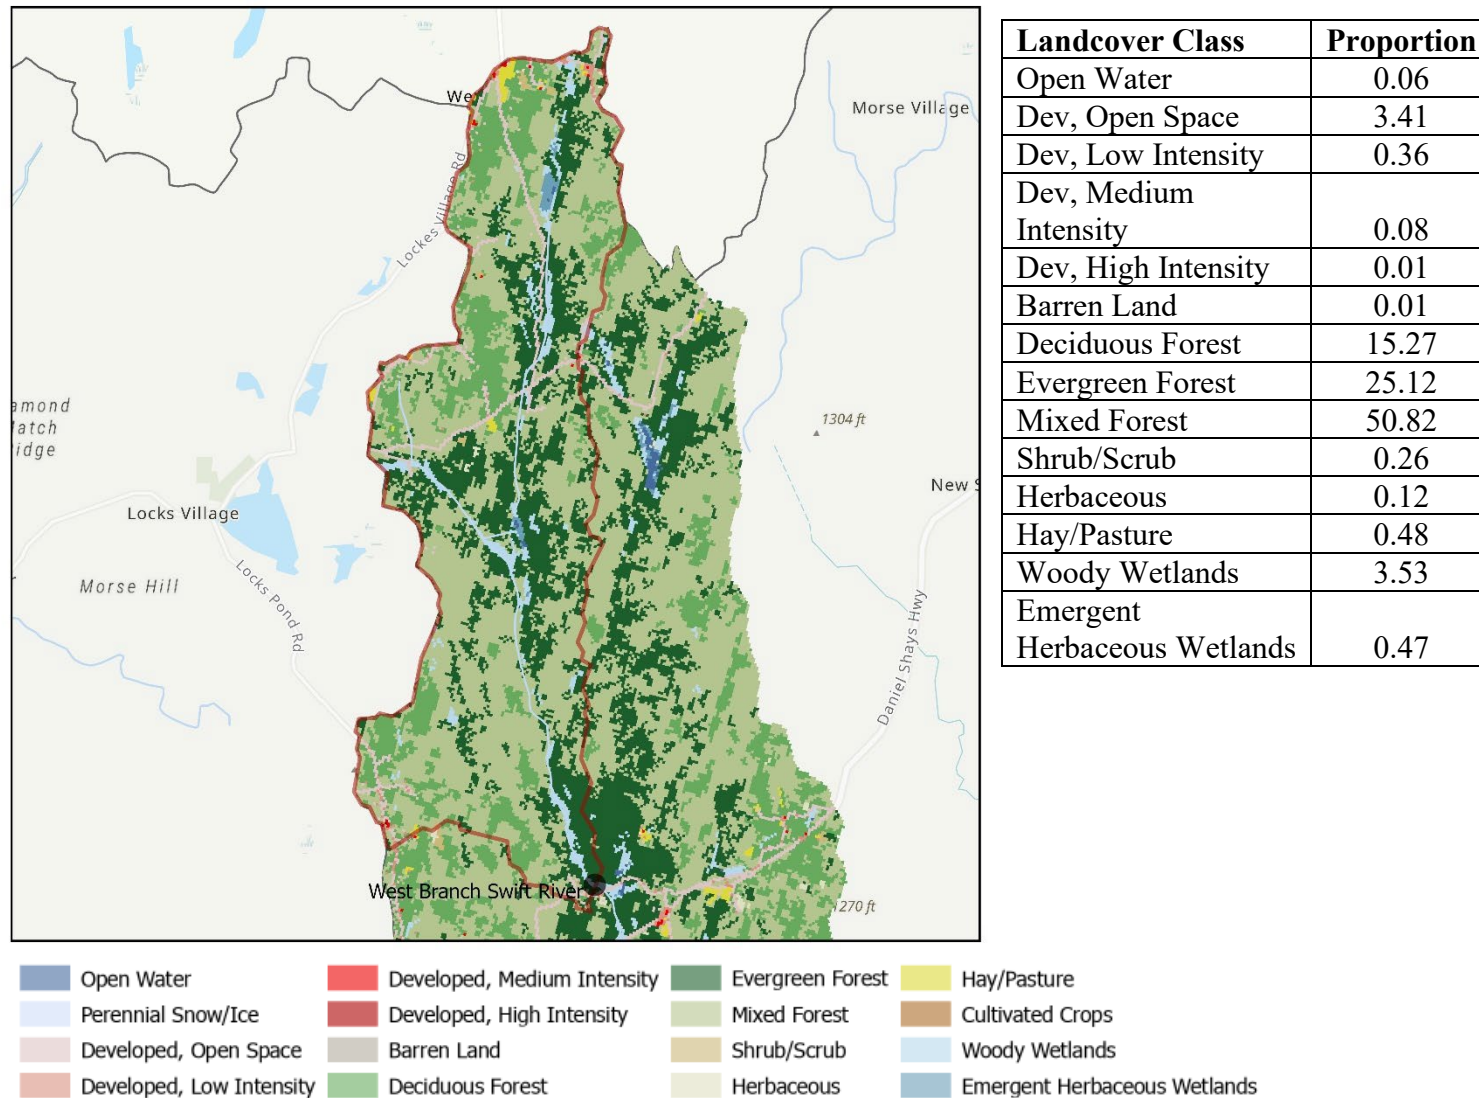 We
Morse Village
Lockes Village Rd
amond
atch
idge
1304 ft
Locks Village
New S
Morse Hill
Locks Pond Rd
Daniel Shays Hwy
West Branch Swift River
1270 ft
Landcover Class Proportion
Open Water 0.06
Dev, Open Space 3.41
Dev, Low Intensity 0.36
Dev, Medium
Intensity 0.08
Dev, High Intensity 0.01
Barren Land 0.01
Deciduous Forest 15.27
Evergreen Forest 25.12
Mixed Forest 50.82
Shrub/Scrub 0.26
Herbaceous 0.12
Hay/Pasture 0.48
Woody Wetlands 3.53
Emergent
Herbaceous Wetlands 0.47
Open Water Developed, Medium Intensity Evergreen Forest Hay/Pasture
Perennial Snow/Ice Developed, High Intensity Mixed Forest Cultivated Crops
Developed, Open Space Barren Land Shrub/Scrub Woody Wetlands
Developed, Low Intensity Deciduous Forest Herbaceous Emergent Herbaceous Wetlands